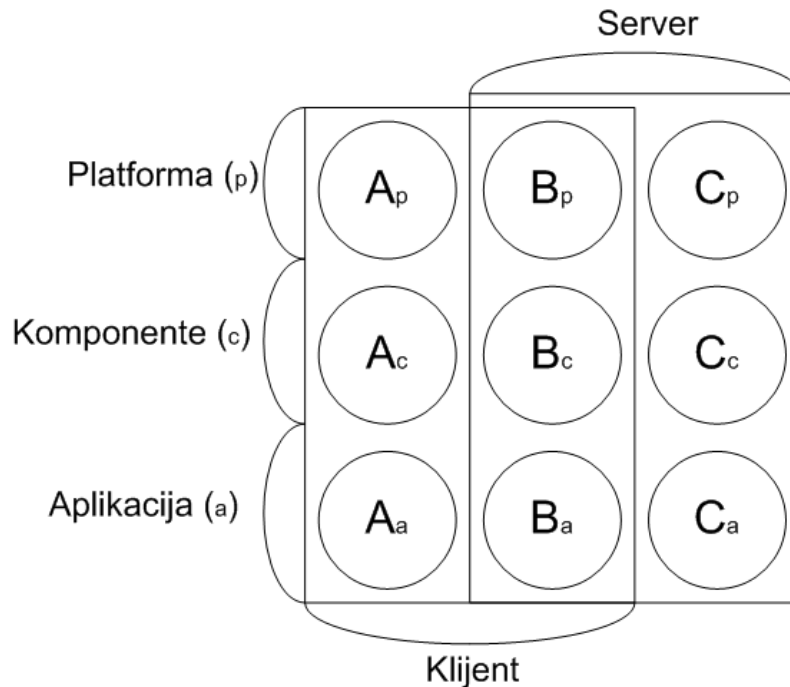 Server
Platforma (p)
Ap
Bp
Cp
Komponente (c)
Ac
Bc
Cc
Aplikacija (a)
Aa
Ba
Ca
Klijent